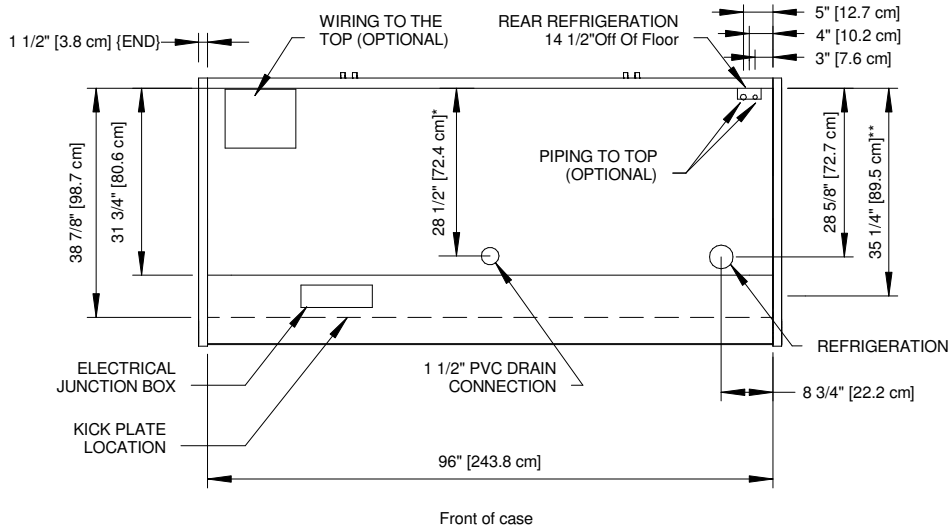 1 1/2" [3.8 cm] {END}
WIRING TO THE
TOP (OPTIONAL)
REAR REFRIGERATION
14 1/2"Off Of Floor
5" [12.7 cm]
4" [10.2 cm]
3" [7.6 cm]
38 7/8" [98.7 cm]
31 3/4" [80.6 cm]
28 1/2" [72.4 cm]*
PIPING TO TOP
(OPTIONAL)
28 5/8" [72.7 cm]
35 1/4" [89.5 cm]**
ELECTRICAL
JUNCTION BOX
1 1/2" PVC DRAIN
CONNECTION
REFRIGERATION
8 3/4" [22.2 cm]
KICK PLATE
LOCATION
96" [243.8 cm]
Front of case